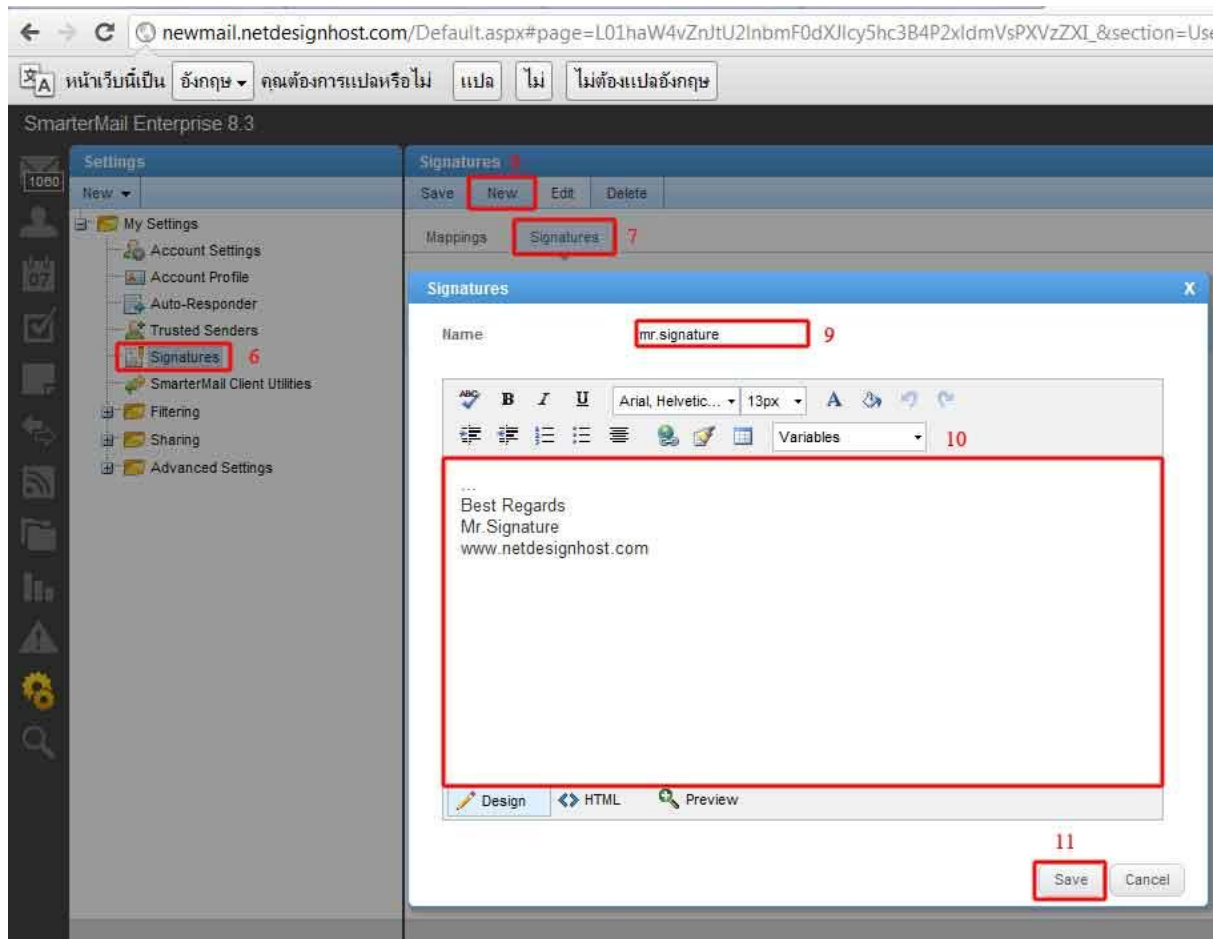 newmail.netdesignhost.com/Default.aspx#page=L01haW4vZnJtU2lnbmF0dXJlcy5hc3B4P2xldmVsPXVzZXI_&section=Use
หน้าเว็บนี้เป็น อังกฤษ คุณต้องการแปลหรือไม่ แปล ไม่ ไม่ต้องแปลอังกฤษ
SmarterMail Enterprise 8.3
Settings
New
1060
07
My Settings
Account Settings
Account Profile
Auto-Responder
Trusted Senders
Signatures 6
SmarterMail Client Utilities
Filtering
Sharing
Advanced Settings
Signatures 8
Save New Edit Delete
Mappings Signatures 7
Signatures X
Name mr.signature 9
ABC B I U Arial, Helvetic... 13px A
Variables 10
...
Best Regards
Mr.Signature
www.netdesignhost.com
Design HTML Preview
11
Save Cancel